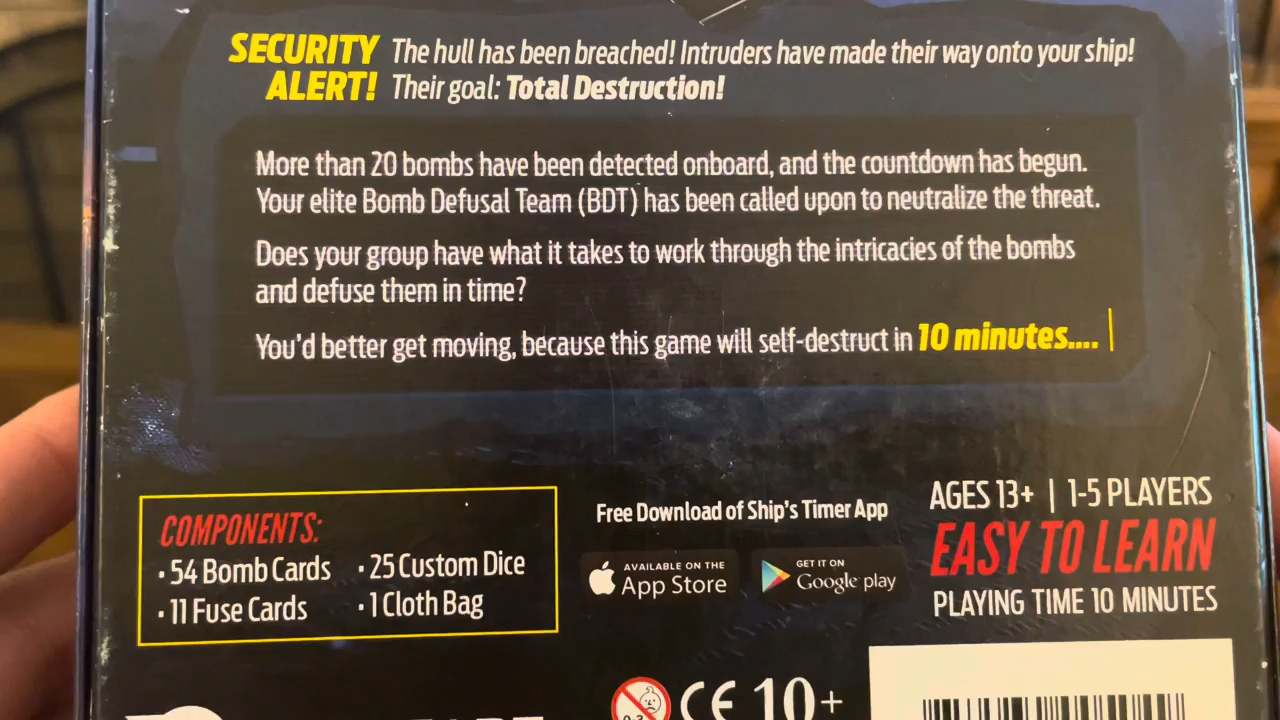 SECURITY ALERT!
The hull has been breached! Intruders have made their way onto your ship!
Their goal: Total Destruction!
More than 20 bombs have been detected onboard, and the countdown has begun.
Your elite Bomb Defusal Team (BDT) has been called upon to neutralize the threat.
Does your group have what it takes to work through the intricacies of the bombs
and defuse them in time?
You'd better get moving, because this game will self-destruct in 10 minutes....
COMPONENTS:
• 54 Bomb Cards • 25 Custom Dice
• 11 Fuse Cards • 1 Cloth Bag
Free Download of Ship's Timer App
AVAILABLE ON THE
App Store
GET IT ON
Google play
AGES 13+ | 1-5 PLAYERS
EASY TO LEARN
PLAYING TIME 10 MINUTES
0-3
CE 10+